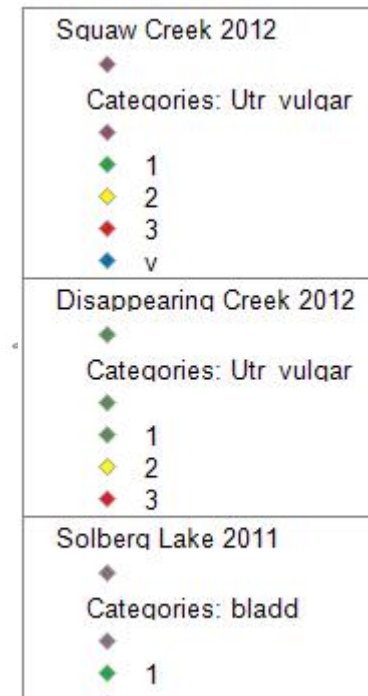 Squaw Creek 2012
Categories: Utr_vulgar
1
2
3
v
Disappearing Creek 2012
Categories: Utr_vulgar
1
2
3
Solberg Lake 2011
Categories: bladd
1